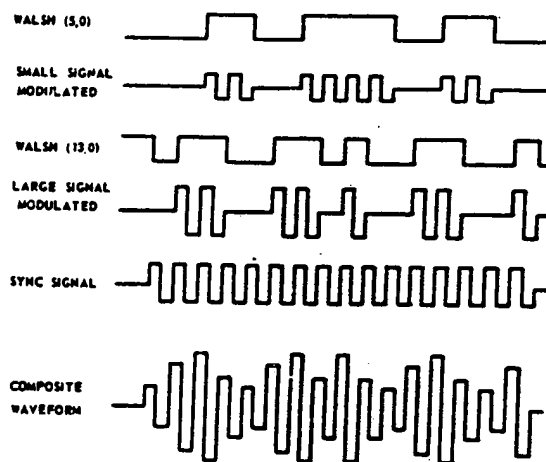 WALSH (5,0)
SMALL SIGNAL
MODULATED
WALSH (13,0)
LARGE SIGNAL
MODULATED
SYNC SIGNAL
COMPOSITE
WAVEFORM